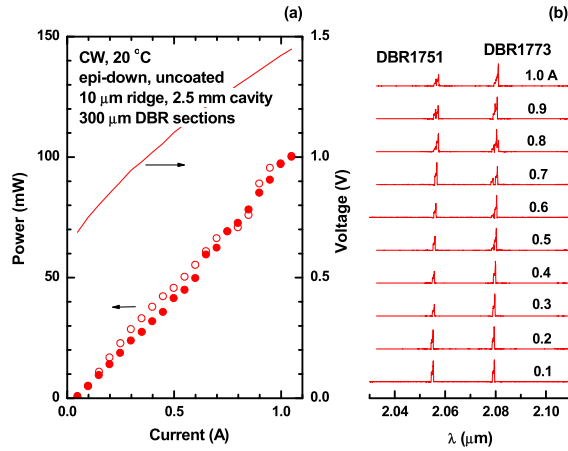 (a)
CW, 20 °C
epi-down, uncoated
10 μm ridge, 2.5 mm cavity
300 μm DBR sections
150
100
50
0
Power (mW)
0.0
0.5
1.0
Current (A)
1.5
1.0
0.5
0.0
Voltage (V)
(b)
DBR1751
DBR1773
1.0 A
0.9
0.8
0.7
0.6
0.5
0.4
0.3
0.2
0.1
2.04
2.06
2.08
2.10
λ (μm)